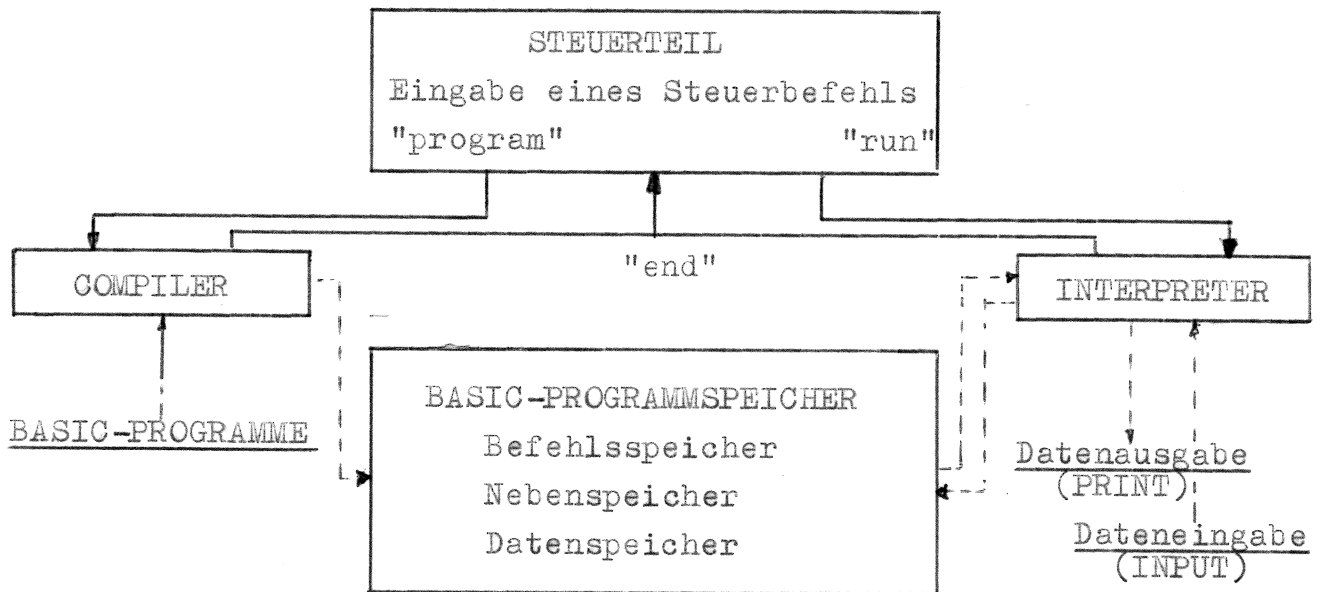 STEUERTEIL
Eingabe eines Steuerbefehls
"program" "run"
"end"
COMPILER
INTERPRETER
BASIC-PROGRAMME
BASIC-PROGRAMMSPEICHER
Befehlsspeicher
Nebenspeicher
Datenspeicher
Datenausgabe
(PRINT)
Dateneingabe
(INPUT)